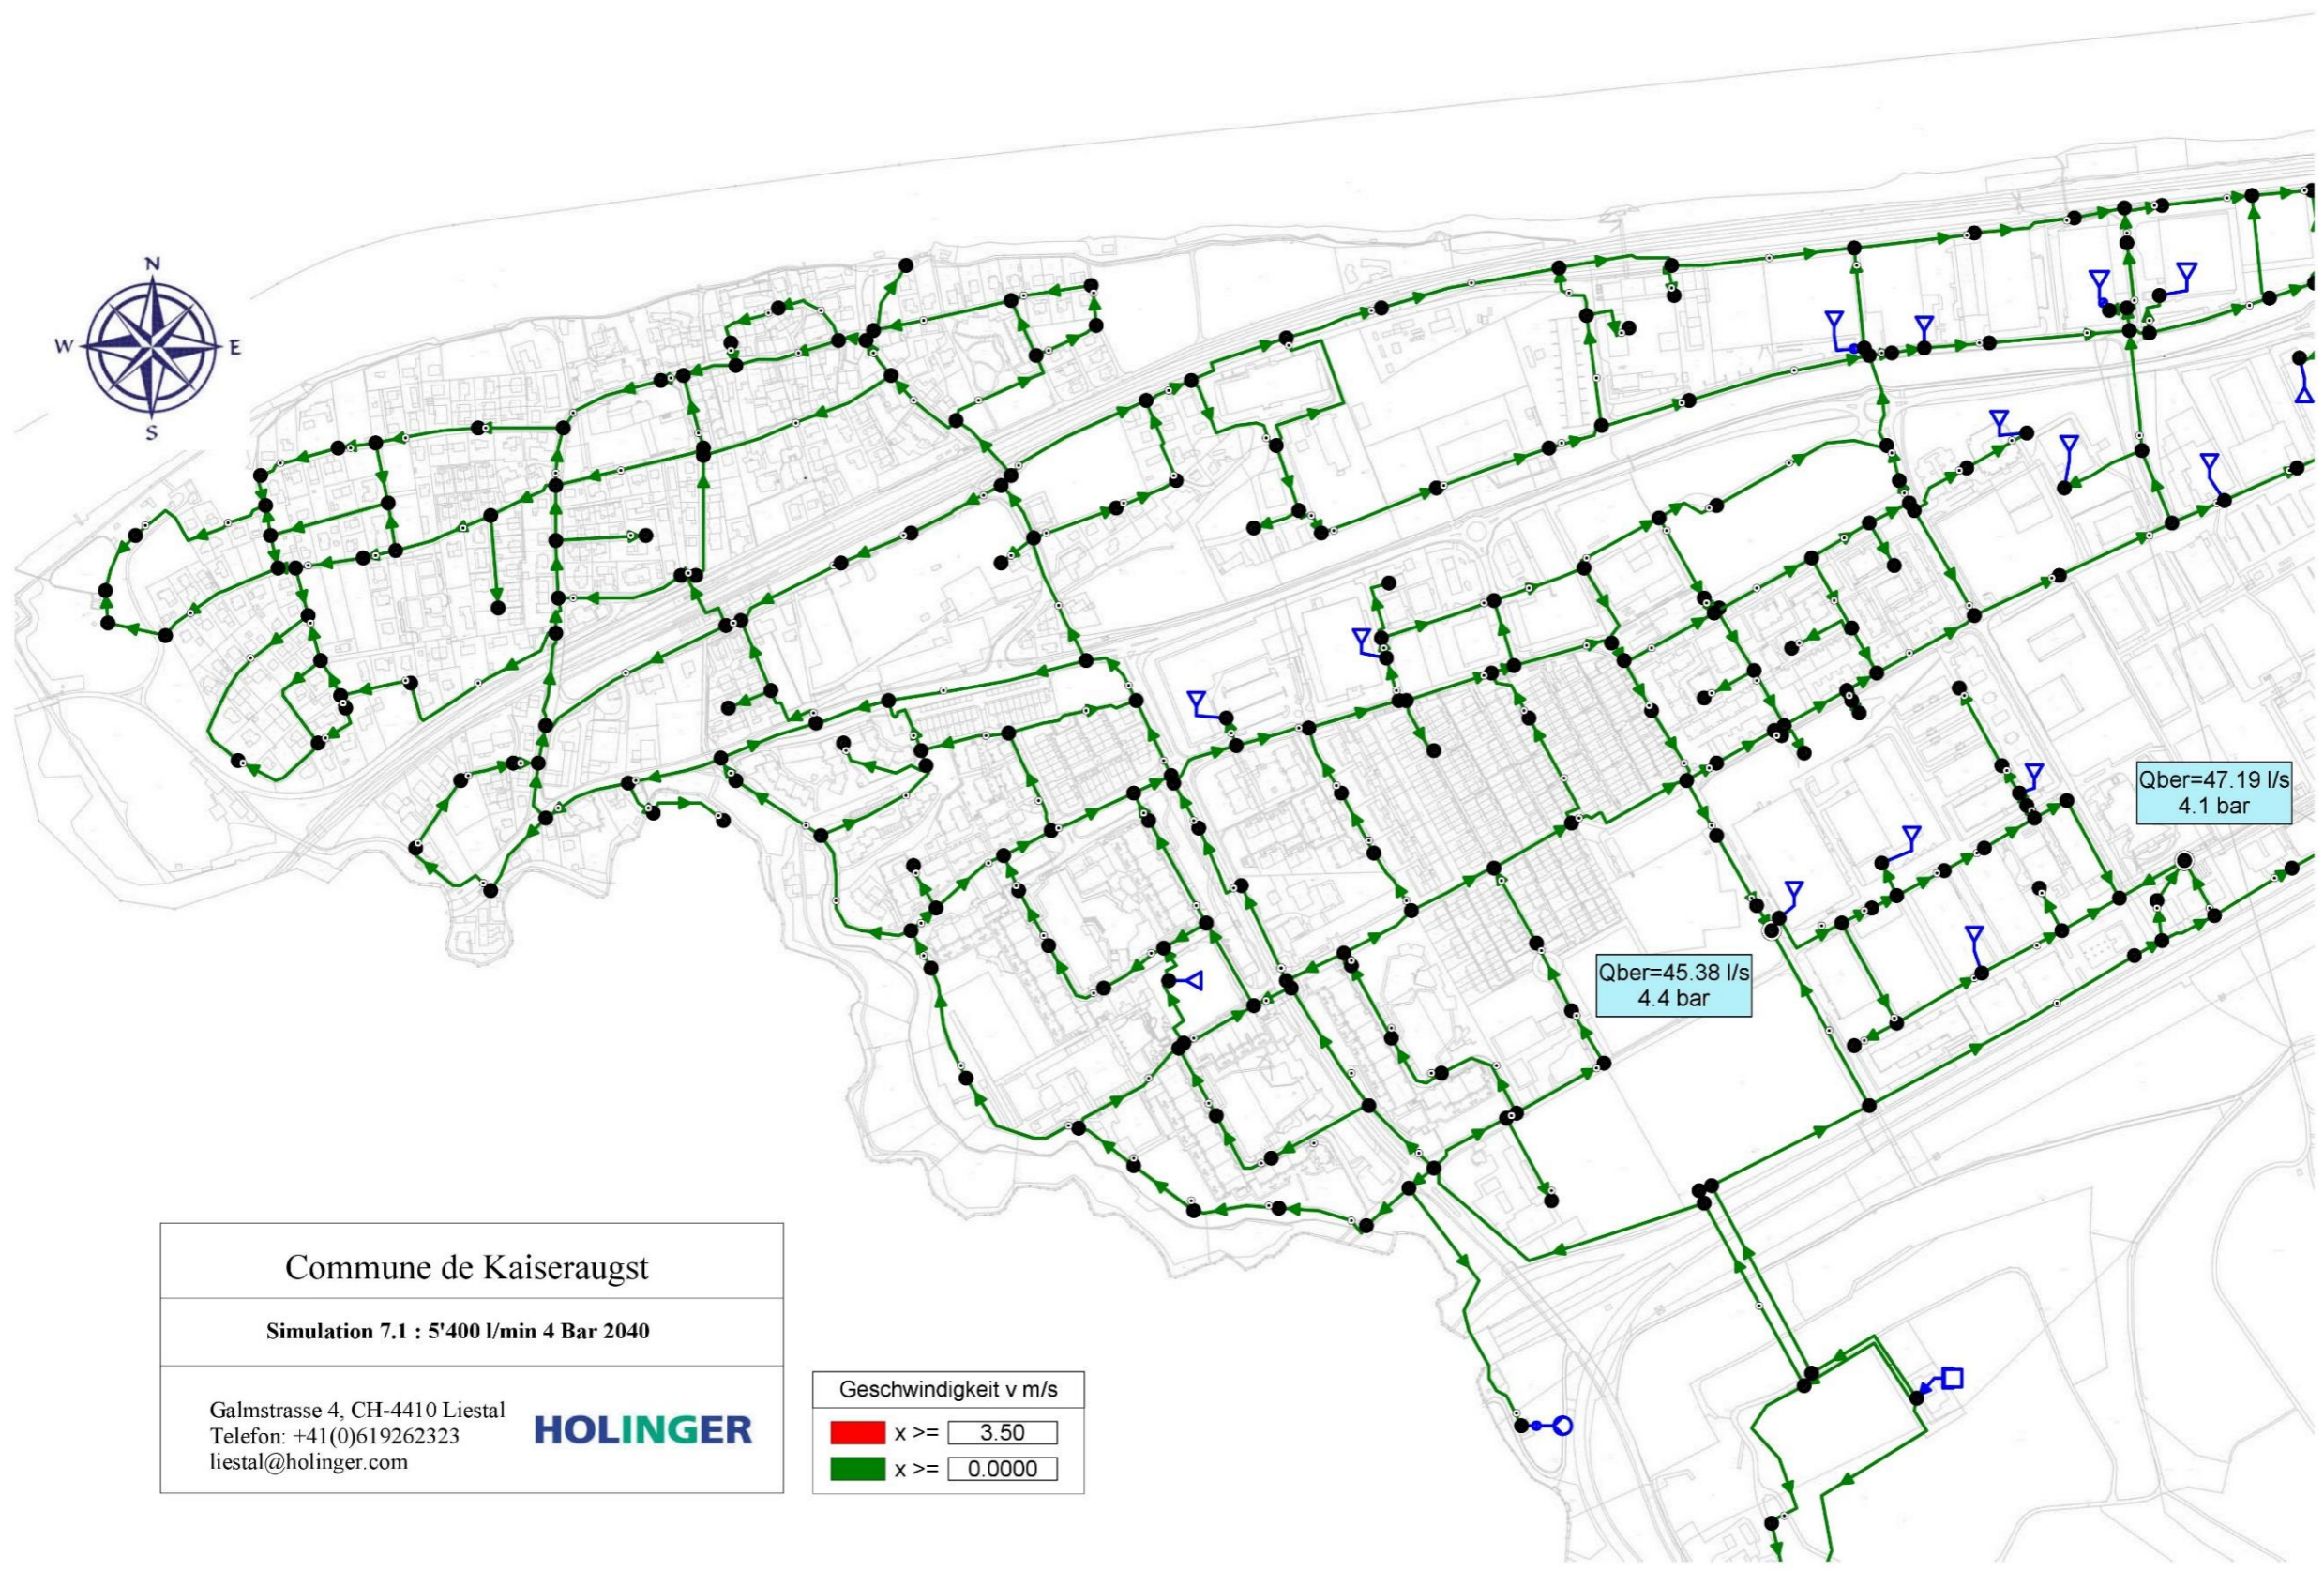 N
W E
S
Qber=47.19 l/s
4.1 bar
Qber=45.38 l/s
4.4 bar
Commune de Kaiseraugst
Simulation 7.1 : 5'400 l/min 4 Bar 2040
Galmstrasse 4, CH-4410 Liestal
Telefon: +41(0)619262323
liestal@holinger.com
HOLINGER
Geschwindigkeit v m/s
x >= 3.50
x >= 0.0000